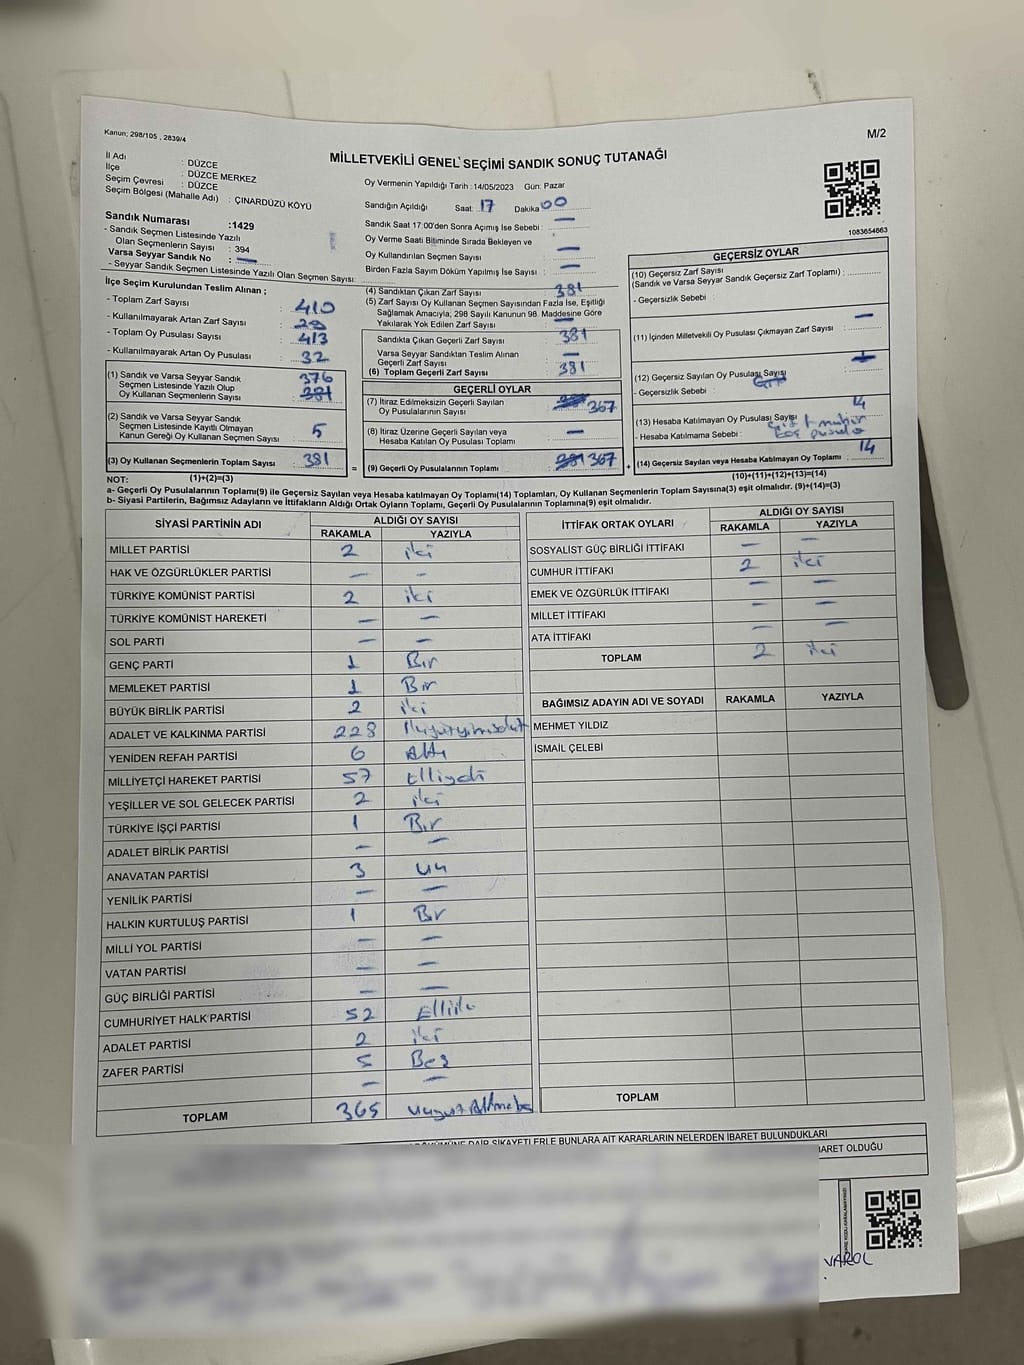 Kanun; 298/105 , 2839/4
M/2
MİLLETVEKİLİ GENEL SEÇİMİ SANDIK SONUÇ TUTANAĞI
İl Adı : DÜZCE
İlçe : DÜZCE MERKEZ
Seçim Çevresi : DÜZCE
Seçim Bölgesi (Mahalle Adı) : ÇINARDÜZÜ KÖYÜ
Sandık Numarası :1429
- Sandık Seçmen Listesinde Yazılı
Olan Seçmenlerin Sayısı : 394
Varsa Seyyar Sandık No : —
- Seyyar Sandık Seçmen Listesinde Yazılı Olan Seçmen Sayısı:
Oy Vermenin Yapıldığı Tarih :14/05/2023 Gün: Pazar
Sandığın Açıldığı Saat: 17 Dakika 00
Sandık Saat 17:00'den Sonra Açılmış İse Sebebi : —
Oy Verme Saati Bitiminde Sırada Bekleyen ve
Oy Kullandırılan Seçmen Sayısı : —
Birden Fazla Sayım Döküm Yapılmış İse Sayısı : —
1083654863
İlçe Seçim Kurulundan Teslim Alınan ;
- Toplam Zarf Sayısı : 410
- Kullanılmayarak Artan Zarf Sayısı : 29
- Toplam Oy Pusulası Sayısı : 413
- Kullanılmayarak Artan Oy Pusulası : 32
(1) Sandık ve Varsa Seyyar Sandık 376
Seçmen Listesinde Yazılı Olup
Oy Kullanan Seçmenlerin Sayısı : 381
(2) Sandık ve Varsa Seyyar Sandık
Seçmen Listesinde Kayıtlı Olmayan
Kanun Gereği Oy Kullanan Seçmen Sayısı : 5
(3) Oy Kullanan Seçmenlerin Toplam Sayısı : 381
(4) Sandıktan Çıkan Zarf Sayısı : 381
(5) Zarf Sayısı Oy Kullanan Seçmen Sayısından Fazla İse, Eşitliği
Sağlamak Amacıyla; 298 Sayılı Kanunun 98. Maddesine Göre
Yakılarak Yok Edilen Zarf Sayısı : —
Sandıkta Çıkan Geçerli Zarf Sayısı : 381
Varsa Seyyar Sandıktan Teslim Alınan
Geçerli Zarf Sayısı : —
(6) Toplam Geçerli Zarf Sayısı : 381
GEÇERLİ OYLAR
(7) İtiraz Edilmeksizin Geçerli Sayılan
Oy Pusulalarının Sayısı : 367
(8) İtiraz Üzerine Geçerli Sayılan veya
Hesaba Katılan Oy Pusulası Toplamı : —
= (9) Geçerli Oy Pusulalarının Toplamı : 381 367
GEÇERSİZ OYLAR
(10) Geçersiz Zarf Sayısı
(Sandık ve Varsa Seyyar Sandık Geçersiz Zarf Toplamı) :
- Geçersizlik Sebebi :
(11) İçinden Milletvekili Oy Pusulası Çıkmayan Zarf Sayısı : —
(12) Geçersiz Sayılan Oy Pusulası Sayısı :
- Geçersizlik Sebebi :
(13) Hesaba Katılmayan Oy Pusulası Sayısı : 14
- Hesaba Katılmama Sebebi : Çift mühür
Boş pusula
+ (14) Geçersiz Sayılan veya Hesaba Katılmayan Oy Toplamı : 14
NOT: (1)+(2)=(3)
(10)+(11)+(12)+(13)=(14)
a- Geçerli Oy Pusulalarının Toplamı(9) ile Geçersiz Sayılan veya Hesaba katılmayan Oy Toplamı(14) Toplamları, Oy Kullanan Seçmenlerin Toplam Sayısına(3) eşit olmalıdır. (9)+(14)=(3)
b- Siyasi Partilerin, Bağımsız Adayların ve İttifakların Aldığı Ortak Oyların Toplamı, Geçerli Oy Pusulalarının Toplamına(9) eşit olmalıdır.
SİYASİ PARTİNİN ADI ALDIĞI OY SAYISI
RAKAMLA YAZIYLA
MİLLET PARTİSİ 2 iki
HAK VE ÖZGÜRLÜKLER PARTİSİ — —
TÜRKİYE KOMÜNİST PARTİSİ 2 iki
TÜRKİYE KOMÜNİST HAREKETİ — —
SOL PARTİ — —
GENÇ PARTİ 1 Bir
MEMLEKET PARTİSİ 1 Bir
BÜYÜK BİRLİK PARTİSİ 2 iki
ADALET VE KALKINMA PARTİSİ 228
YENİDEN REFAH PARTİSİ 6 Altı
MİLLİYETÇİ HAREKET PARTİSİ 57 Elliyedi
YEŞİLLER VE SOL GELECEK PARTİSİ 2 iki
TÜRKİYE İŞÇİ PARTİSİ 1 Bir
ADALET BİRLİK PARTİSİ — —
ANAVATAN PARTİSİ 3 üç
YENİLİK PARTİSİ — —
HALKIN KURTULUŞ PARTİSİ 1 Bir
MİLLİ YOL PARTİSİ — —
VATAN PARTİSİ — —
GÜÇ BİRLİĞİ PARTİSİ — —
CUMHURİYET HALK PARTİSİ 52 Elliiki
ADALET PARTİSİ 2 iki
ZAFER PARTİSİ 5 Beş
— —
TOPLAM 365
İTTİFAK ORTAK OYLARI ALDIĞI OY SAYISI
RAKAMLA YAZIYLA
SOSYALİST GÜÇ BİRLİĞİ İTTİFAKI — —
CUMHUR İTTİFAKI 2 iki
EMEK VE ÖZGÜRLÜK İTTİFAKI — —
MİLLET İTTİFAKI — —
ATA İTTİFAKI — —
TOPLAM 2 iki
BAĞIMSIZ ADAYIN ADI VE SOYADI RAKAMLA YAZIYLA
MEHMET YILDIZ
İSMAİL ÇELEBİ
TOPLAM
DAİR ŞİKAYETLERLE BUNLARA AİT KARARLARIN NELERDEN İBARET BULUNDUKLARI
İBARET OLDUĞU
VAROL